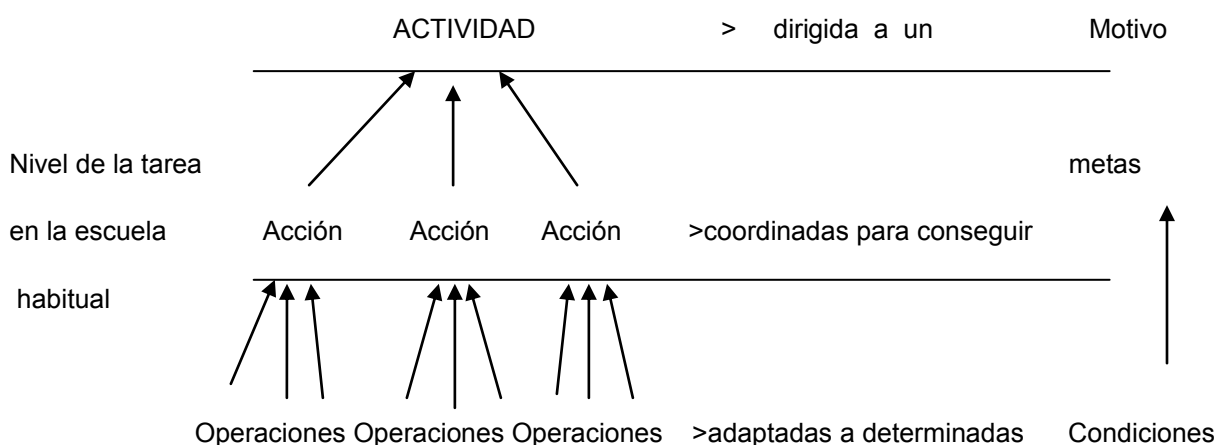 ACTIVIDAD > dirigida a un Motivo
Nivel de la tarea metas
en la escuela Acción Acción Acción >coordinadas para conseguir
habitual
Operaciones Operaciones Operaciones >adaptadas a determinadas Condiciones